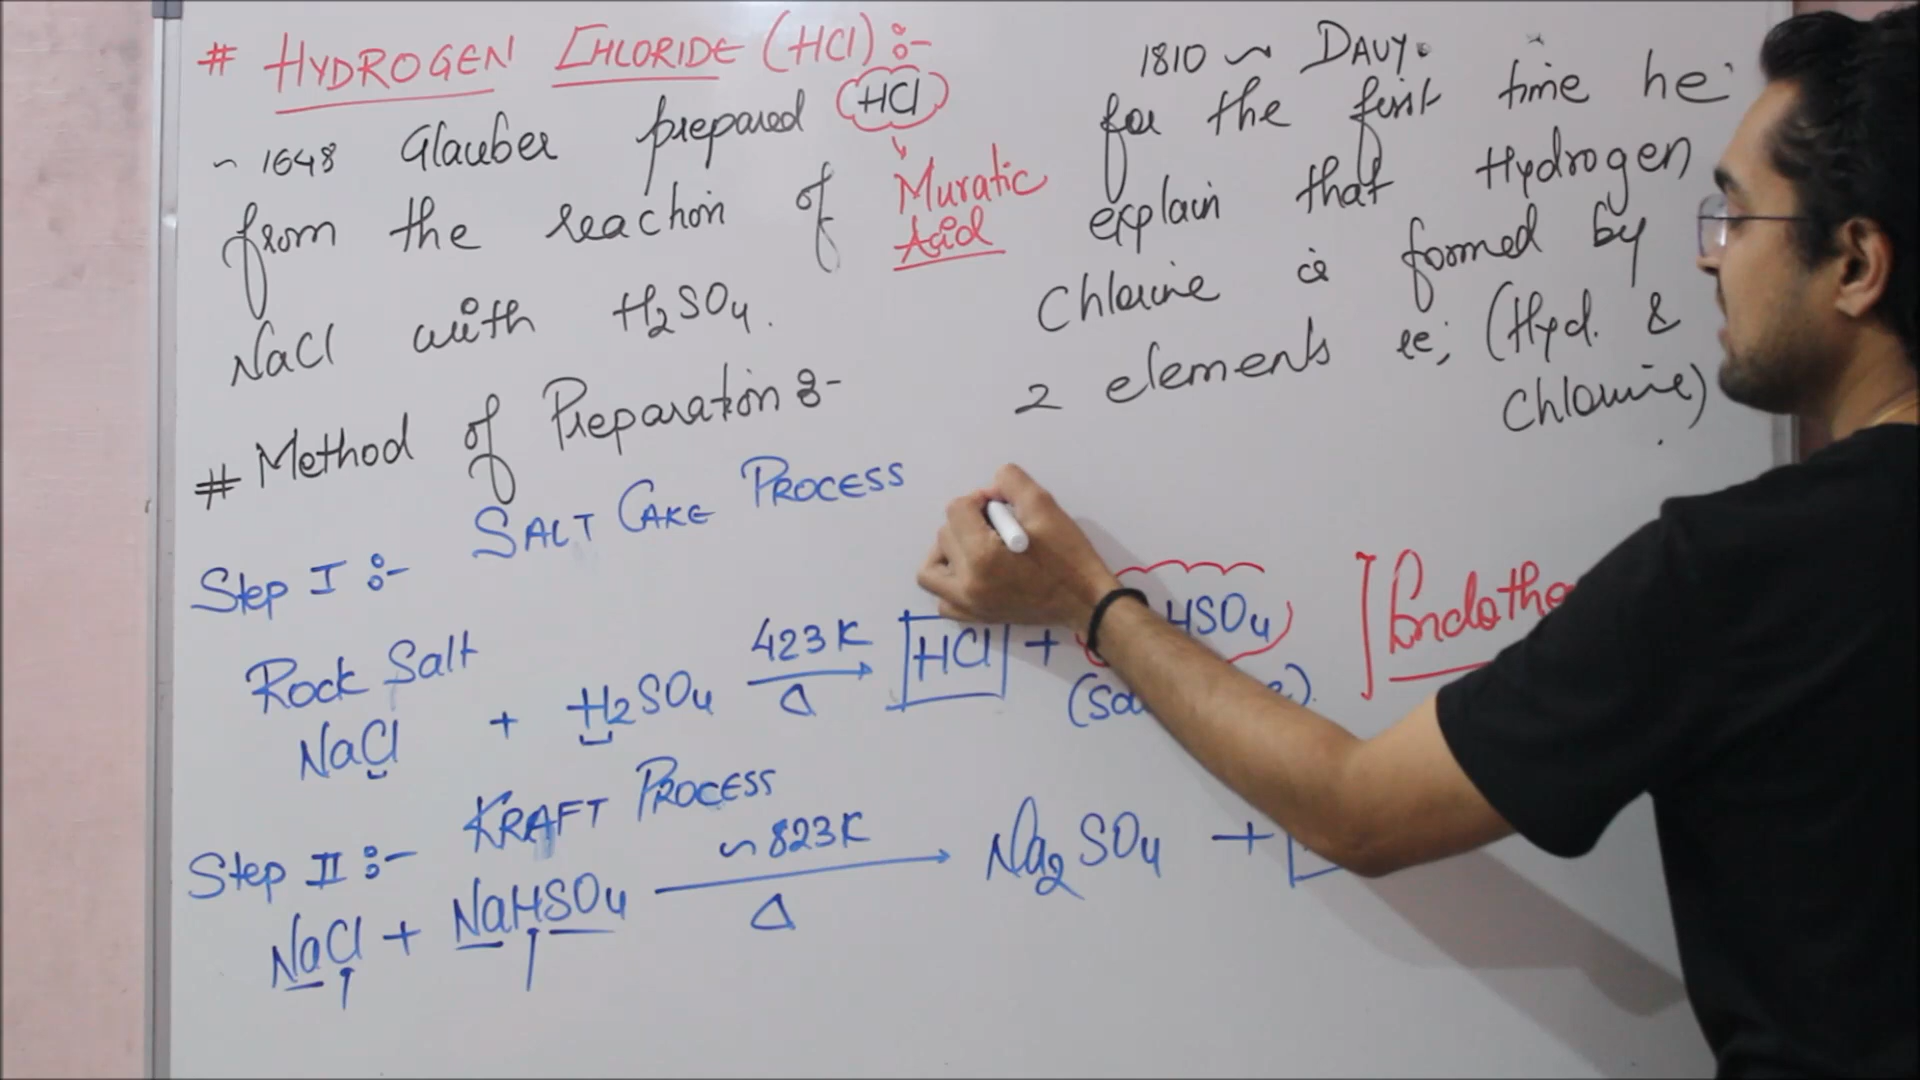 # HYDROGEN CHLORIDE (HCl) :-
~ 1648 Glauber prepared HCl
Muratic
Acid
from the reaction of
NaCl with H₂SO₄.
1810 ~ DAVY.
for the first time he
explain that Hydrogen
Chlorine is formed by
2 elements ie; (Hyd. &
Chlorine)
# Method of Preparation :-
SALT CAKE PROCESS
Step I :-
Rock Salt
NaCl + H₂SO₄ 423K Δ → HCl + HSO₄
KRAFT PROCESS
Step II :-
NaCl + NaHSO₄ ~823K Δ → Na₂SO₄ +